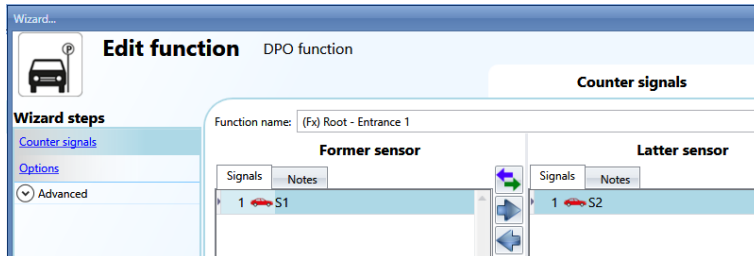 Wizard...
P
Edit function DPO function
Counter signals
Wizard steps
Counter signals
Options
Advanced
Function name: (Fx) Root - Entrance 1
Former sensor
Latter sensor
Signals Notes
Signals Notes
1 S1
1 S2